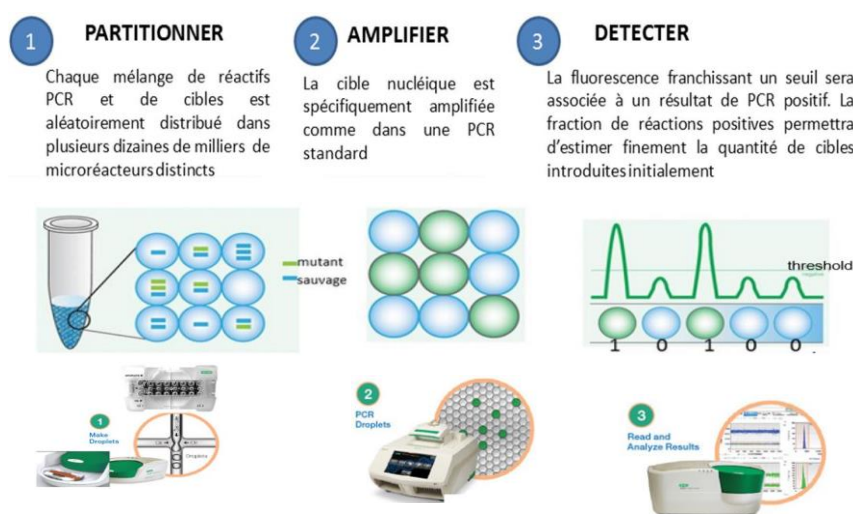 1 PARTITIONNER
Chaque mélange de réactifs
PCR et de cibles est
aléatoirement distribué dans
plusieurs dizaines de milliers de
microréacteurs distincts
2 AMPLIFIER
La cible nucléique est
spécifiquement amplifiée
comme dans une PCR
standard
3 DETECTER
La fluorescence franchissant un seuil sera
associée à un résultat de PCR positif. La
fraction de réactions positives permettra
d'estimer finement la quantité de cibles
introduites initialement
mutant
sauvage
threshold
negative
1 0 1 0 0
1
Make
Droplets
Oil
Oil
Droplets
2
PCR
Droplets
3
Read and
Analyze Results